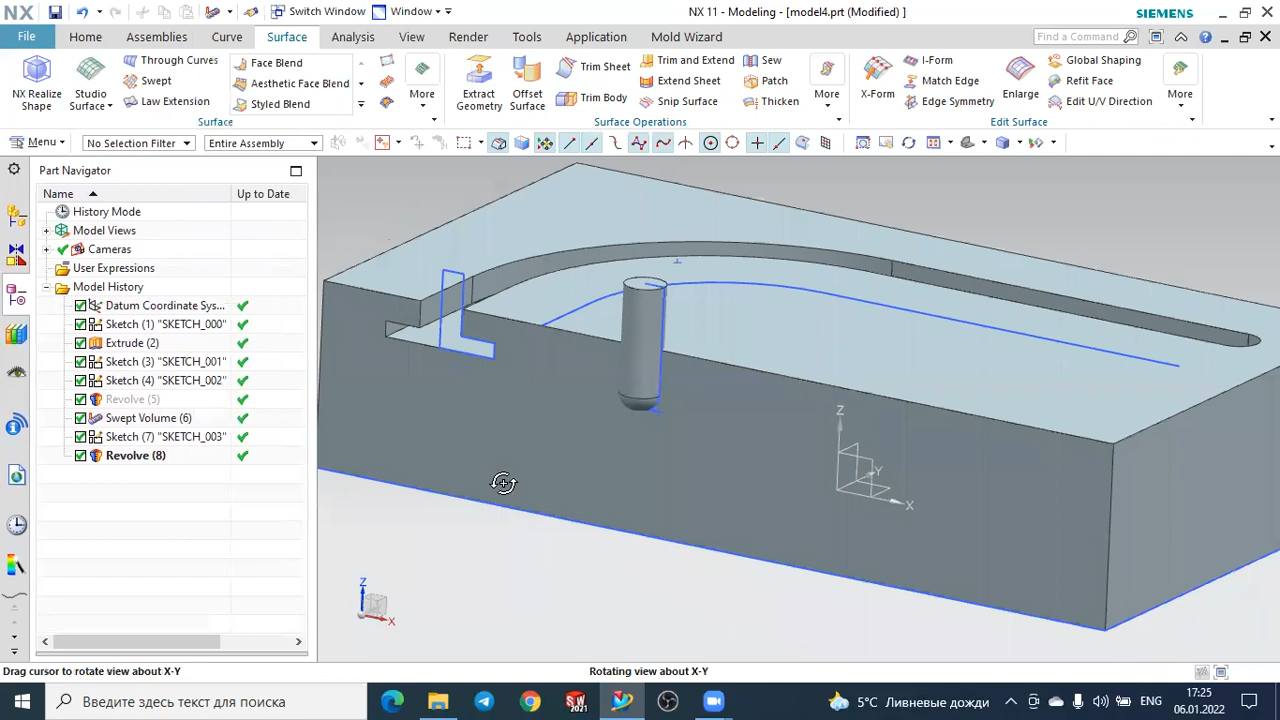 NX
Switch Window
Window
NX 11 - Modeling - [model4.prt (Modified) ]
SIEMENS
File
Home
Assemblies
Curve
Surface
Analysis
View
Render
Tools
Application
Mold Wizard
Find a Command
NX Realize Shape
Studio Surface
Through Curves
Swept
Law Extension
Face Blend
Aesthetic Face Blend
Styled Blend
More
Surface
Extract Geometry
Offset Surface
Trim Sheet
Trim Body
Trim and Extend
Delete Sheet
Snip Surface
Sew
Patch
Thicken
More
Surface Operations
X-Form
I-Form
Match Edge
Edge Symmetry
Enlarge
Global Shaping
Refit Face
Edit U/V Direction
More
Edit Surface
Menu
No Selection Filter
Entire Assembly
Part Navigator
Name
Up to Date
History Mode
Model Views
Cameras
User Expressions
Model History
Datum Coordinate Sys...
Sketch (1) "SKETCH_000"
Extrude (2)
Sketch (3) "SKETCH_001"
Sketch (4) "SKETCH_002"
Revolve (5)
Swept Volume (6)
Sketch (7) "SKETCH_003"
Revolve (8)
Z
Y
X
Z
X
Drag cursor to rotate view about X-Y
Rotating view about X-Y
Введите здесь текст для поиска
SW
2021
5°C Ливневые дожди
ENG
17:25
06.01.2022